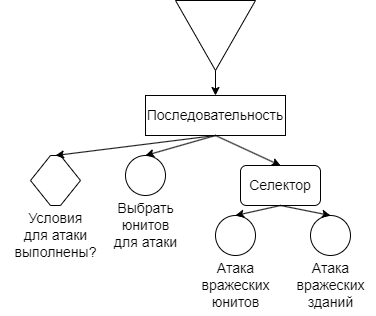 Последовательность
Селектор
Условия
для атаки
выполнены?
Выбрать
юнитов
для атаки
Атака
вражеских
юнитов
Атака
вражеских
зданий